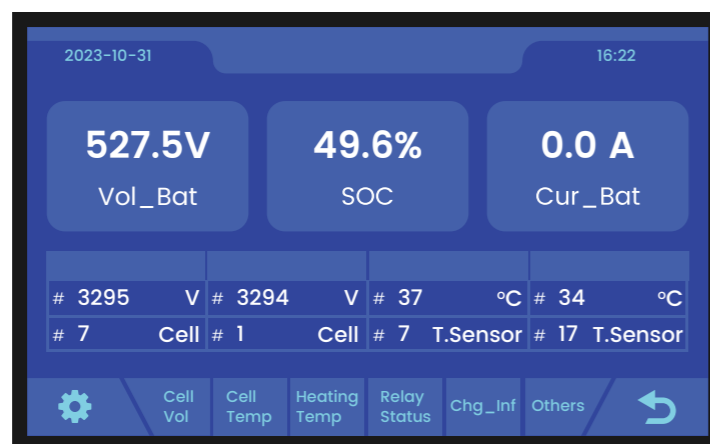 2023-10-31 16:22
527.5V 49.6% 0.0 A
Vol_Bat SOC Cur_Bat
# 3295 V # 3294 V # 37 °C # 34 °C
# 7 Cell # 1 Cell # 7 T.Sensor # 17 T.Sensor
Cell Vol
Cell Temp
Heating Temp
Relay Status
Chg_Inf
Others